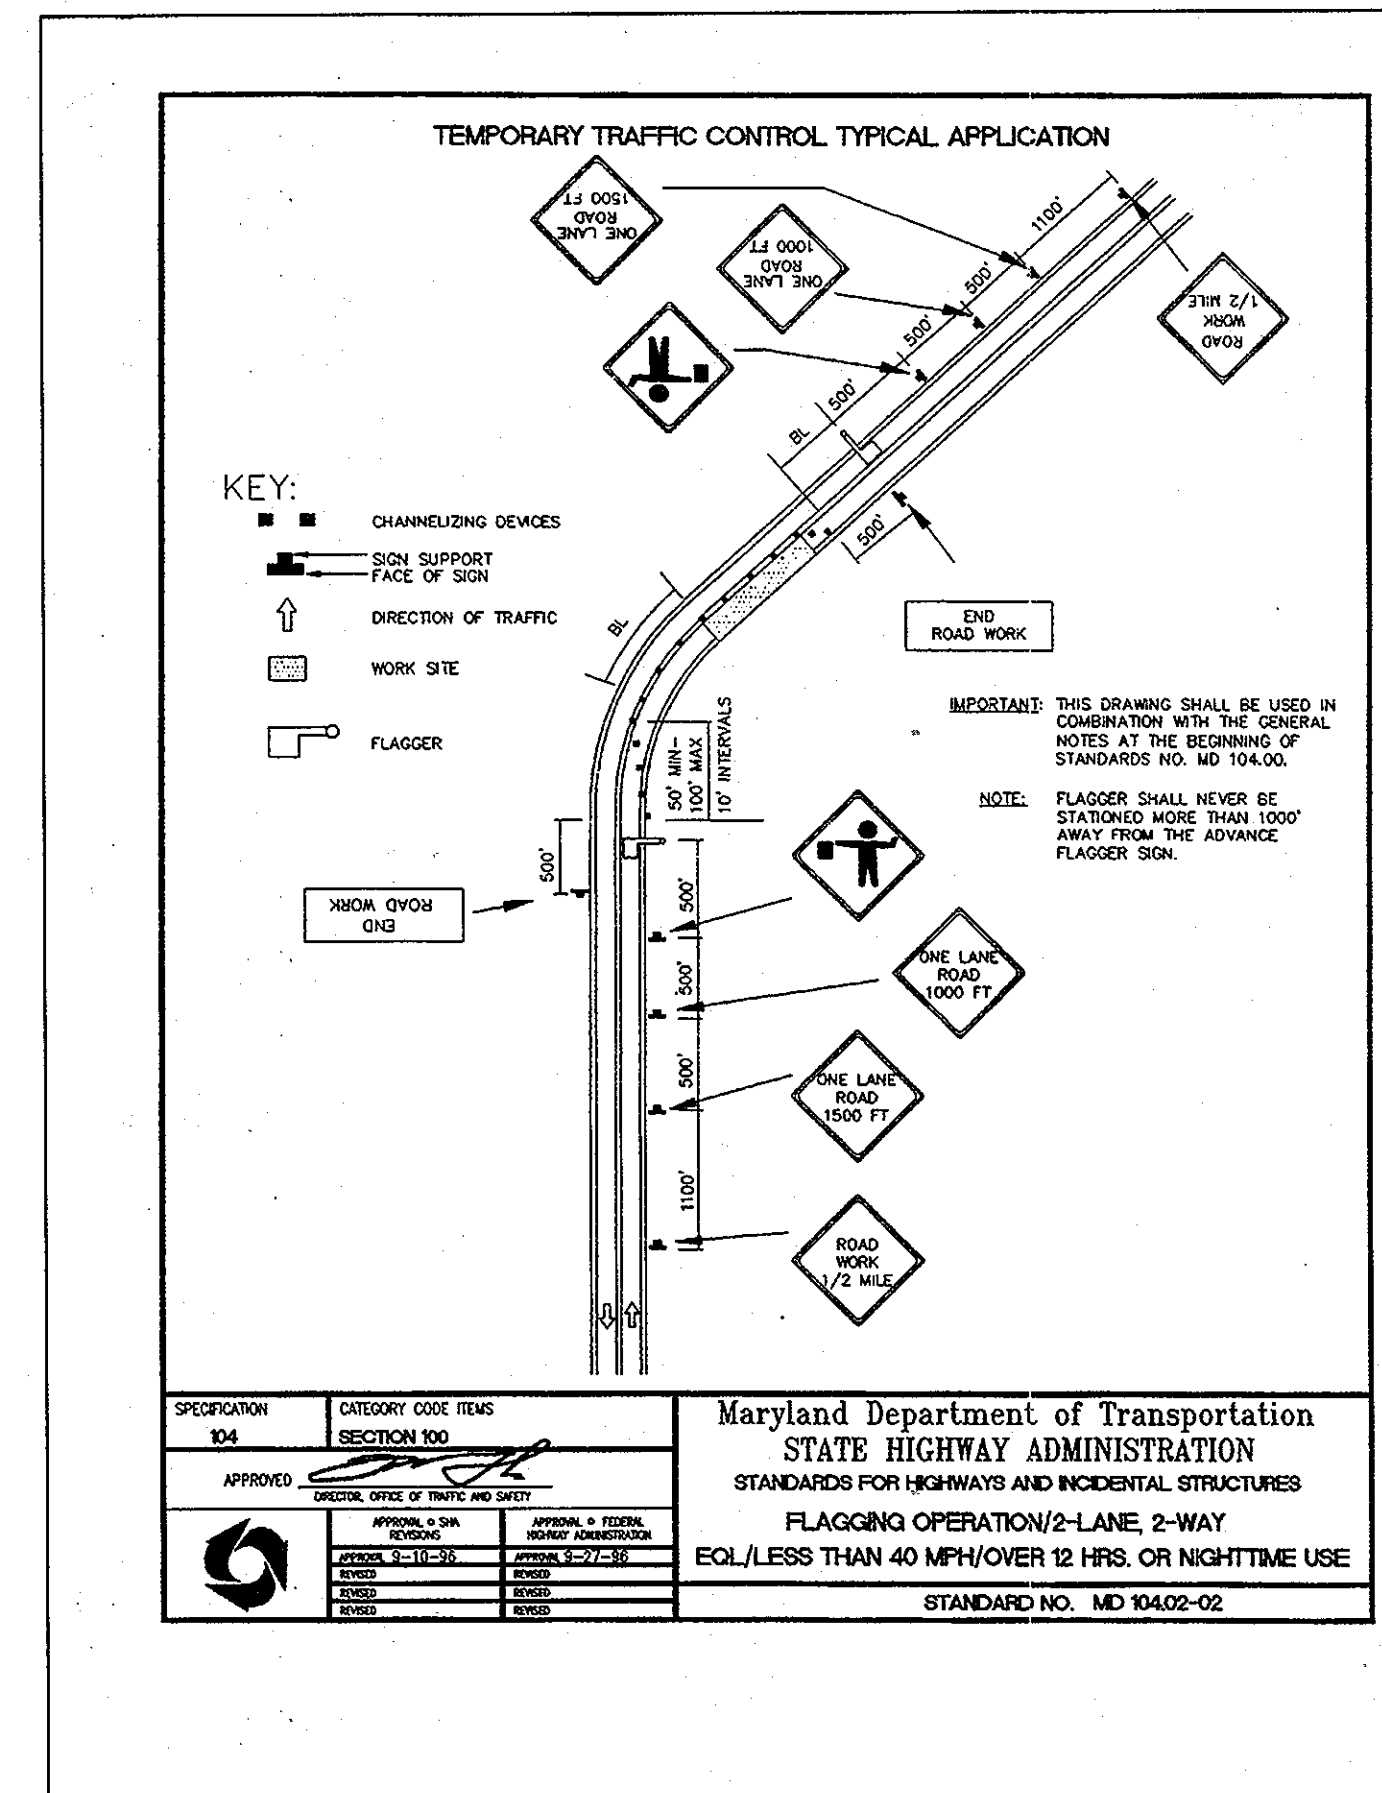 TEMPORARY TRAFFIC CONTROL TYPICAL APPLICATION
ONE LANE
ROAD
1500 FT
ONE LANE
ROAD
1000 FT
ROAD
WORK
1/2 MILE
1100'
500'
500'
500'
BL
500'
BL
KEY:
CHANNELIZING DEVICES
SIGN SUPPORT
FACE OF SIGN
DIRECTION OF TRAFFIC
WORK SITE
FLAGGER
END
ROAD WORK
IMPORTANT: THIS DRAWING SHALL BE USED IN
COMBINATION WITH THE GENERAL
NOTES AT THE BEGINNING OF
STANDARDS NO. MD 104.00.
NOTE: FLAGGER SHALL NEVER BE
STATIONED MORE THAN 1000'
AWAY FROM THE ADVANCE
FLAGGER SIGN.
50' MIN-
100' MAX
10' INTERVALS
500'
END
ROAD WORK
500'
500'
500'
1100'
ONE LANE
ROAD
1000 FT
ONE LANE
ROAD
1500 FT
ROAD
WORK
1/2 MILE
SPECIFICATION
104
CATEGORY CODE ITEMS
SECTION 100
APPROVED
DIRECTOR, OFFICE OF TRAFFIC AND SAFETY
APPROVAL o SHA
REVISIONS
APPROVAL o FEDERAL
HIGHWAY ADMINISTRATION
APPROVAL 9-10-96
APPROVAL 9-27-96
REVISED
REVISED
REVISED
REVISED
REVISED
REVISED
Maryland Department of Transportation
STATE HIGHWAY ADMINISTRATION
STANDARDS FOR HIGHWAYS AND INCIDENTAL STRUCTURES
FLAGGING OPERATION/2-LANE, 2-WAY
EQL/LESS THAN 40 MPH/OVER 12 HRS. OR NIGHTTIME USE
STANDARD NO. MD 104.02-02